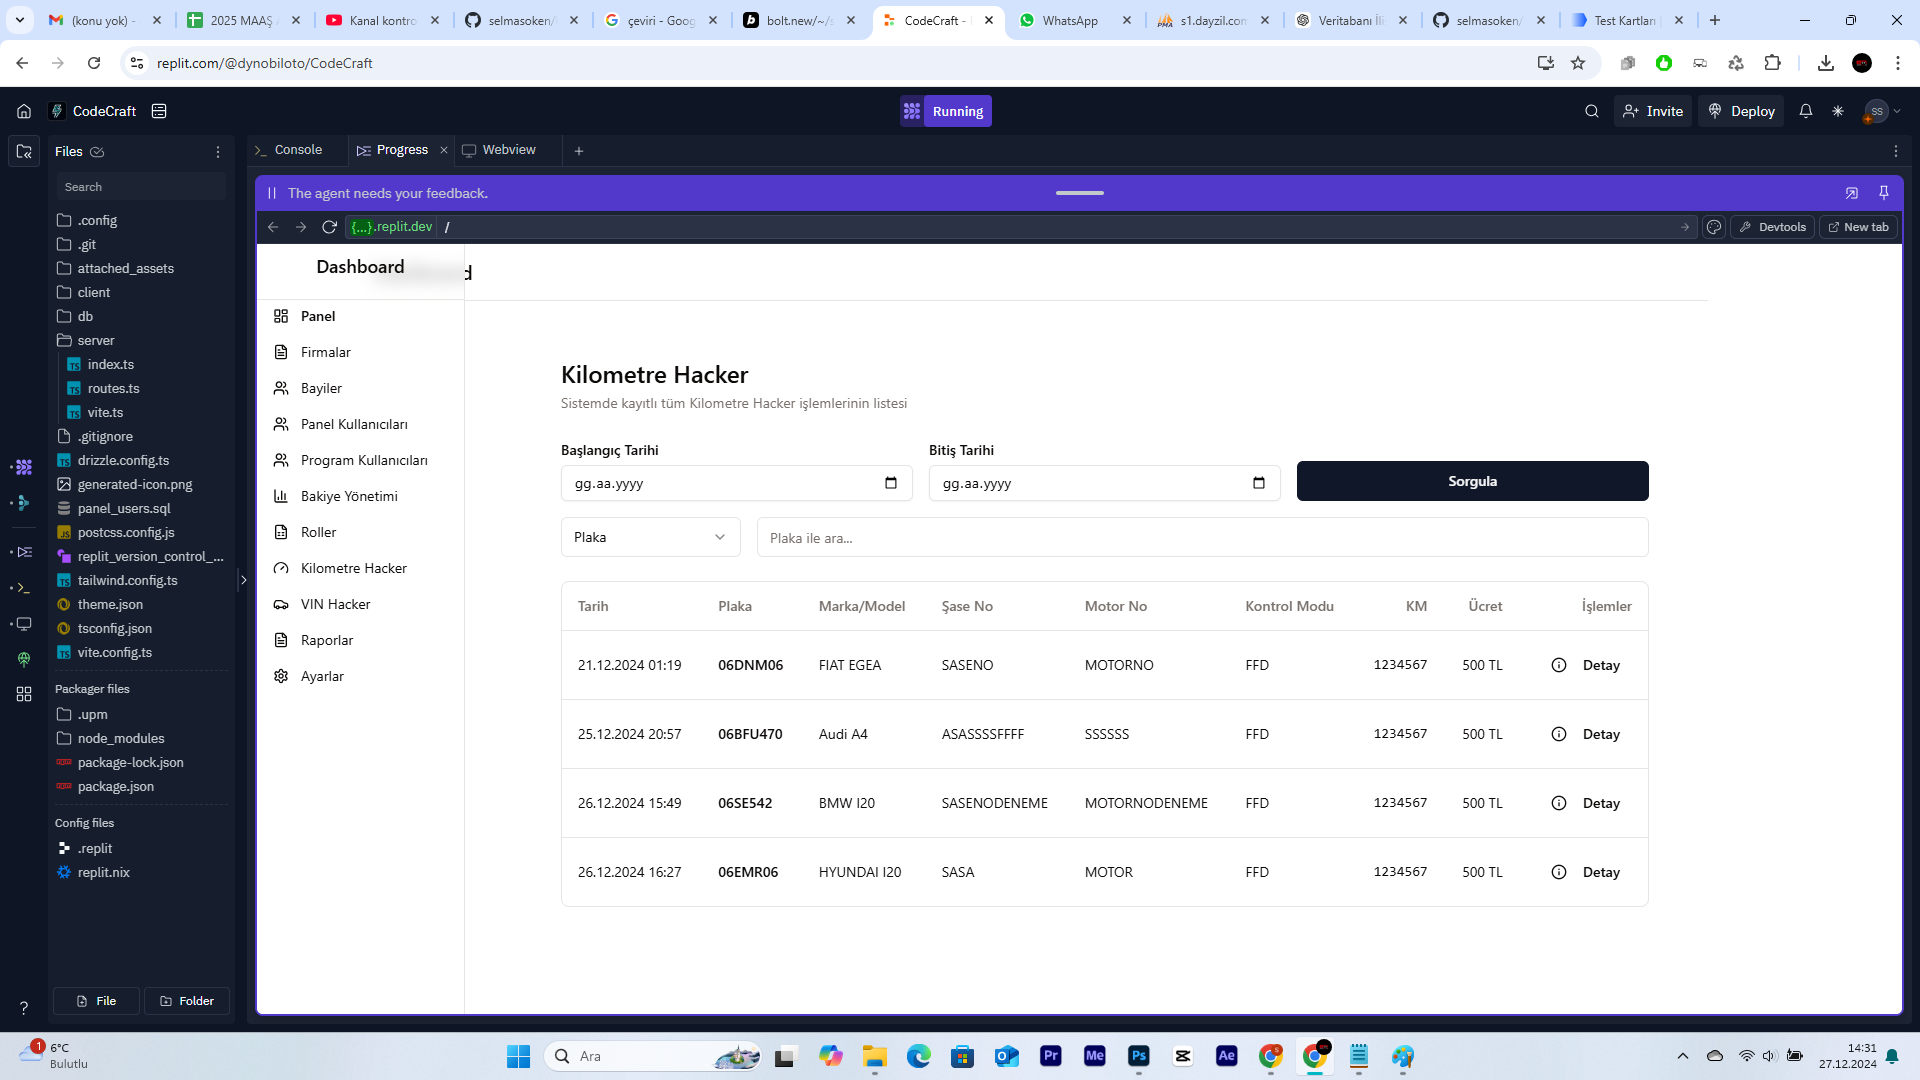 (konu yok) -
2025 MAAŞ
Kanal kontro
selmasoken/
çeviri - Goog
bolt.new/~/s
CodeCraft -
WhatsApp
s1.dayzil.com
Veritabanı İli
selmasoken/
Test Kartları
replit.com/@dynobiloto/CodeCraft
CodeCraft
Running
Invite
Deploy
SS
Files
Console
Progress
Webview
Search
The agent needs your feedback.
{...}.replit.dev /
Devtools
New tab
.config
.git
attached_assets
client
db
server
index.ts
routes.ts
vite.ts
.gitignore
drizzle.config.ts
generated-icon.png
panel_users.sql
postcss.config.js
replit_version_control_...
tailwind.config.ts
theme.json
tsconfig.json
vite.config.ts
Packager files
.upm
node_modules
package-lock.json
package.json
Config files
.replit
replit.nix
File
Folder
Dashboard
d
Panel
Firmalar
Bayiler
Panel Kullanıcıları
Program Kullanıcıları
Bakiye Yönetimi
Roller
Kilometre Hacker
VIN Hacker
Raporlar
Ayarlar
Kilometre Hacker
Sistemde kayıtlı tüm Kilometre Hacker işlemlerinin listesi
Başlangıç Tarihi
Bitiş Tarihi
gg.aa.yyyy
gg.aa.yyyy
Sorgula
Plaka
Plaka ile ara...
Tarih Plaka Marka/Model Şase No Motor No Kontrol Modu KM Ücret İşlemler
21.12.2024 01:19 06DNM06 FIAT EGEA SASENO MOTORNO FFD 1234567 500 TL Detay
25.12.2024 20:57 06BFU470 Audi A4 ASASSSSFFFF SSSSSS FFD 1234567 500 TL Detay
26.12.2024 15:49 06SE542 BMW I20 SASENODENEME MOTORNODENEME FFD 1234567 500 TL Detay
26.12.2024 16:27 06EMR06 HYUNDAI I20 SASA MOTOR FFD 1234567 500 TL Detay
1
6°C
Bulutlu
Ara
Pr
Me
Ps
Ae
14:31
27.12.2024